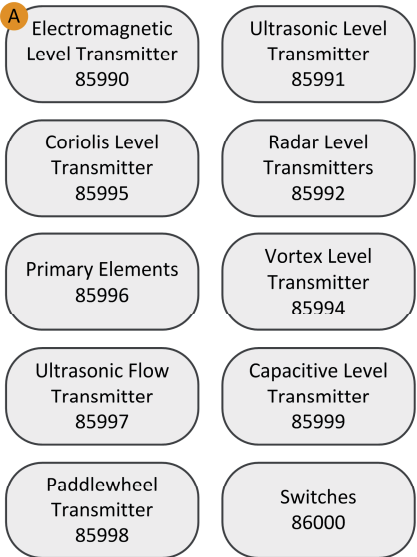 A
Electromagnetic
Level Transmitter
85990
Ultrasonic Level
Transmitter
85991
Coriolis Level
Transmitter
85995
Radar Level
Transmitters
85992
Primary Elements
85996
Vortex Level
Transmitter
85994
Ultrasonic Flow
Transmitter
85997
Capacitive Level
Transmitter
85999
Paddlewheel
Transmitter
85998
Switches
86000